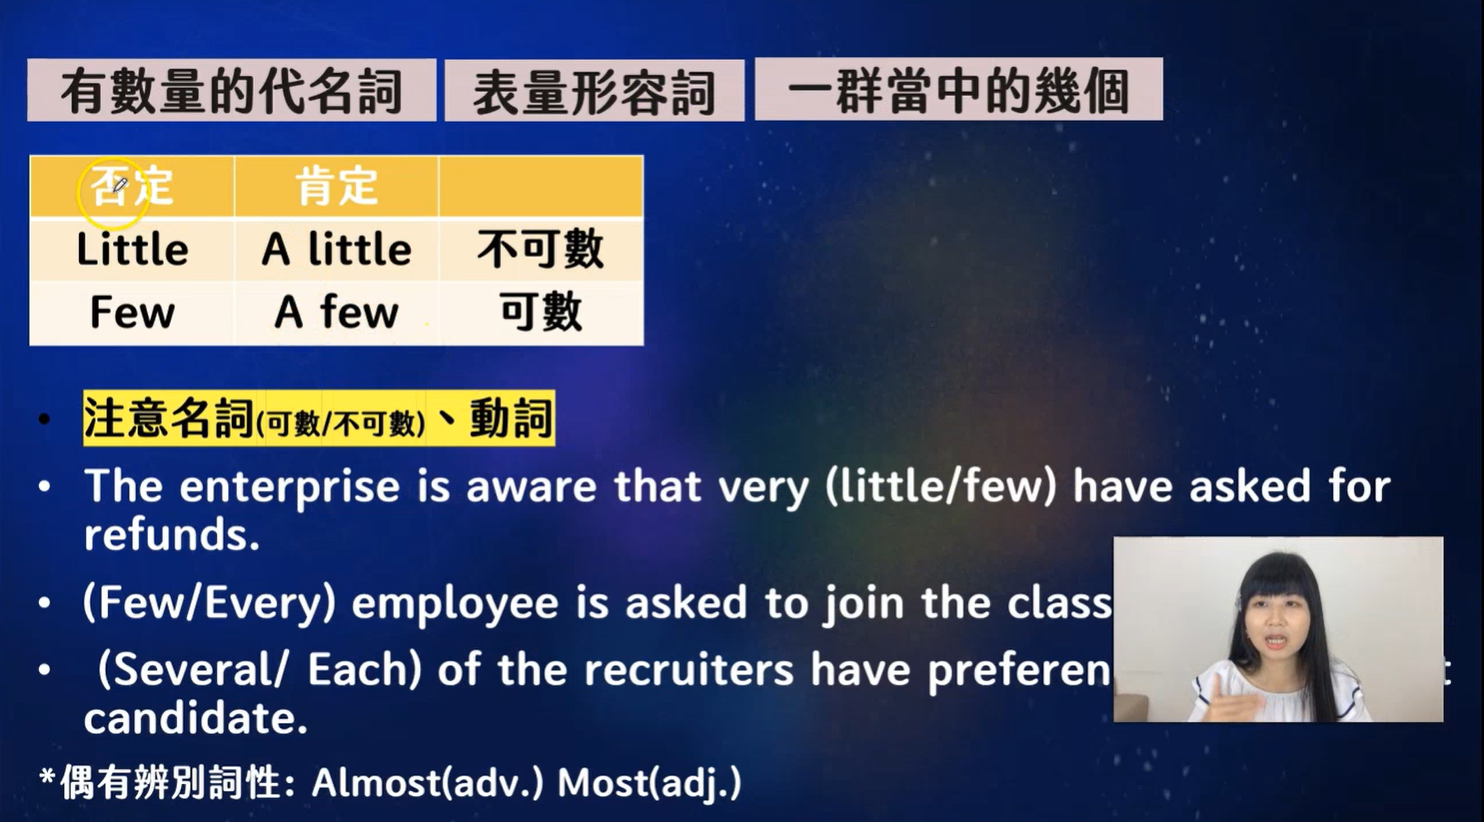 有數量的代名詞 表量形容詞 一群當中的幾個
否定 肯定
Little A little 不可數
Few A few 可數
• 注意名詞(可數/不可數)、動詞
• The enterprise is aware that very (little/few) have asked for
refunds.
• (Few/Every) employee is asked to join the class
• (Several/ Each) of the recruiters have
candidate.
*偶有辨別詞性: Almost(adv.) Most(adj.)